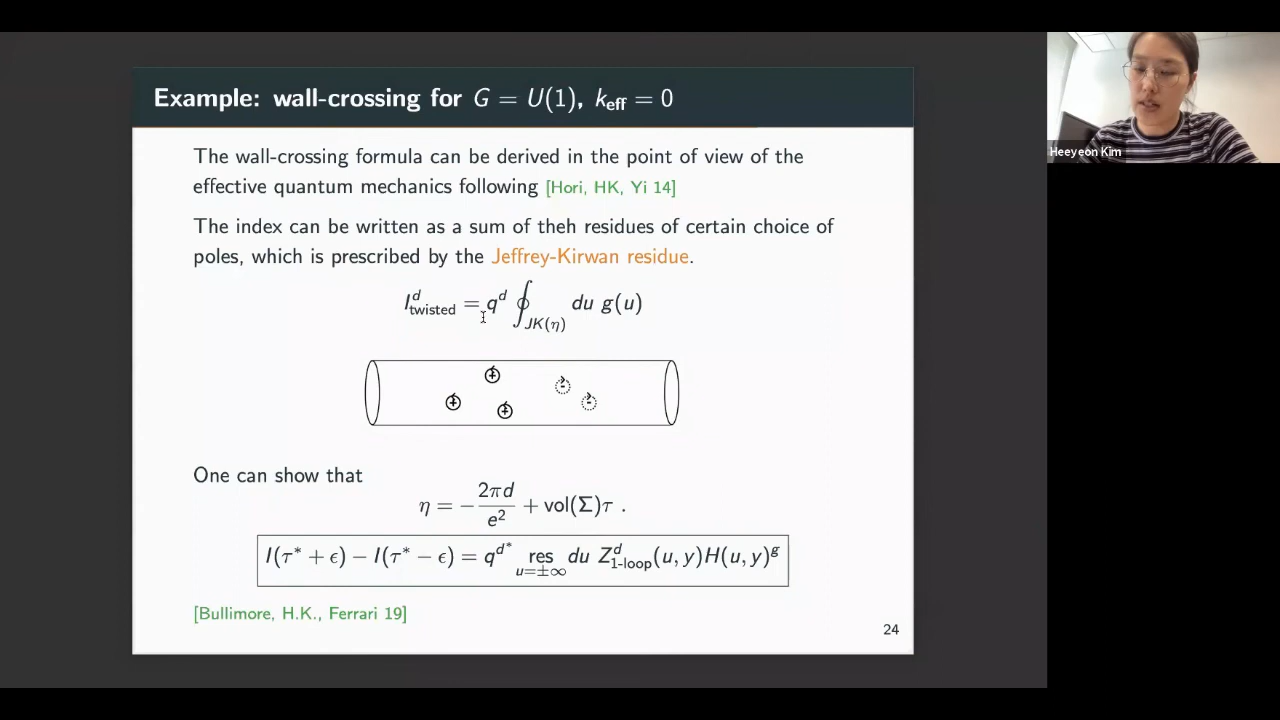 Example: wall-crossing for G = U(1), k_eff = 0
The wall-crossing formula can be derived in the point of view of the
effective quantum mechanics following [Hori, HK, Yi 14]
The index can be written as a sum of theh residues of certain choice of
poles, which is prescribed by the Jeffrey-Kirwan residue.
I^d_twisted = q^d ∮_JK(η) du g(u)
+ + + - -
One can show that
η = − 2πd/e² + vol(Σ)τ .
I(τ* + ϵ) − I(τ* − ϵ) = q^{d*} res_{u=±∞} du Z^d_{1-loop}(u, y)H(u, y)^g
[Bullimore, H.K., Ferrari 19]
24
Heeyeon Kim